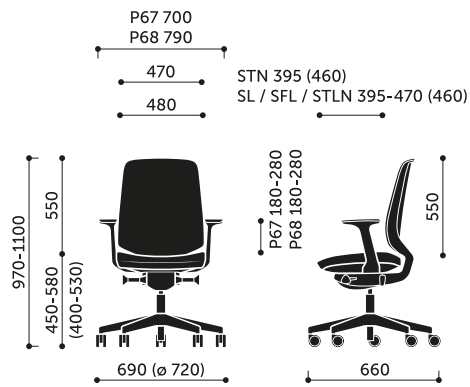 P67 700
P68 790
470
480
STN 395 (460)
SL / SFL / STLN 395-470 (460)
970-1100
550
450-580
(400-530)
P67 180-280
P68 180-280
550
690 (ø 720)
660